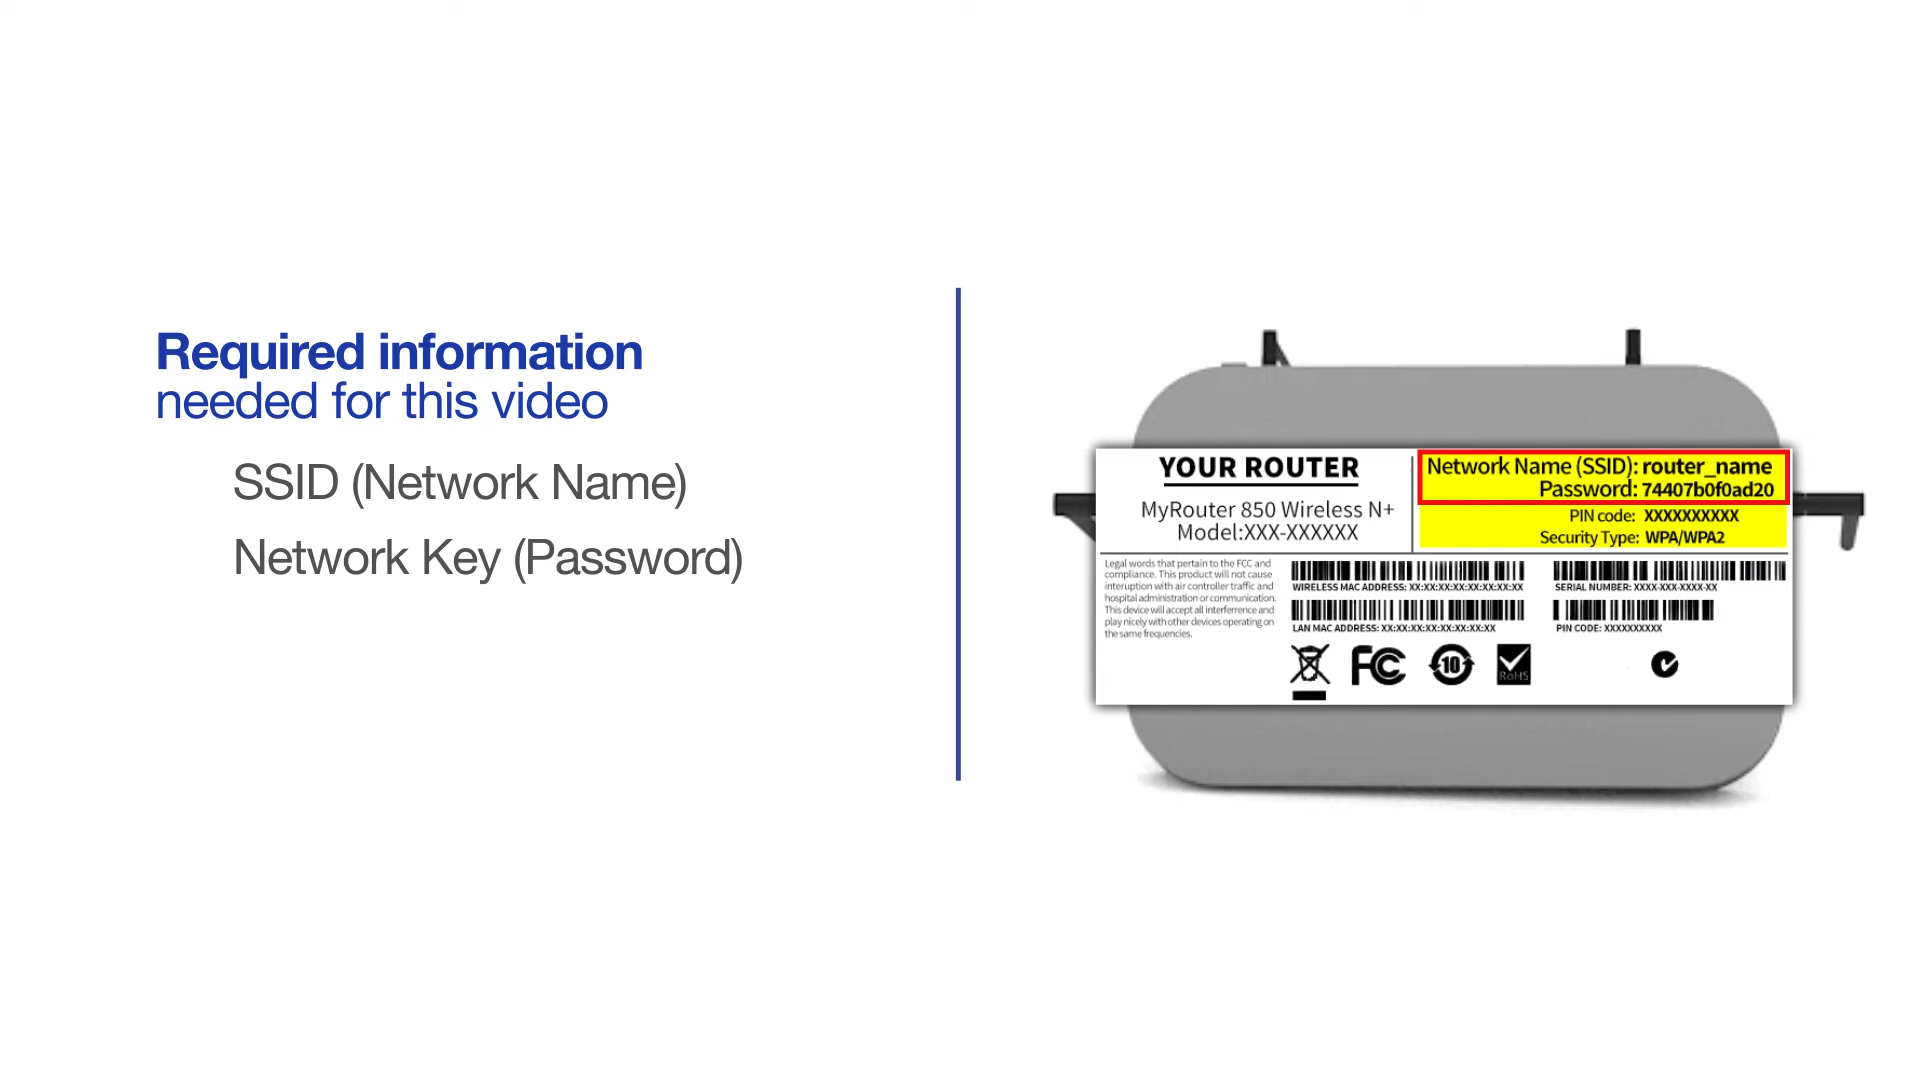 Required information
needed for this video
SSID (Network Name)
Network Key (Password)
YOUR ROUTER
MyRouter 850 Wireless N+
Model:XXX-XXXXXX
Network Name (SSID): router_name
Password: 74407b0f0ad20
PIN code: XXXXXXXXXX
Security Type: WPA/WPA2
Legal words that pertain to the FCC and
compliance. This product will not cause
interuption with air controller traffic and
hospital administration or communication.
This device will accept all interferrence and
play nicely with other devices operating on
the same frequencies.
WIRELESS MAC ADDRESS: XX:XX:XX:XX:XX:XX:XX:XX
LAN MAC ADDRESS: XX:XX:XX:XX:XX:XX:XX:XX
SERIAL NUMBER: XXXX-XXX-XXXX-XX
PIN CODE: XXXXXXXXXX
FC
10
RoHS